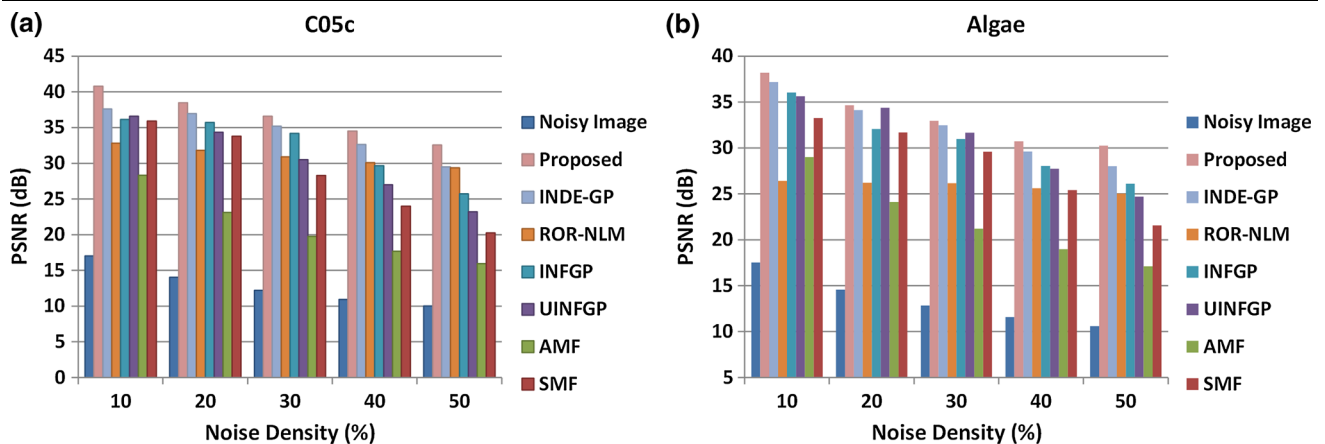 (a)
C05c
PSNR (dB)
45
40
35
30
25
20
15
10
5
0
10 20 30 40 50
Noise Density (%)
Noisy Image
Proposed
INDE-GP
ROR-NLM
INFGP
UINFGP
AMF
SMF
(b)
Algae
PSNR (dB)
40
35
30
25
20
15
10
5
10 20 30 40 50
Noise Density (%)
Noisy Image
Proposed
INDE-GP
ROR-NLM
INFGP
UINFGP
AMF
SMF